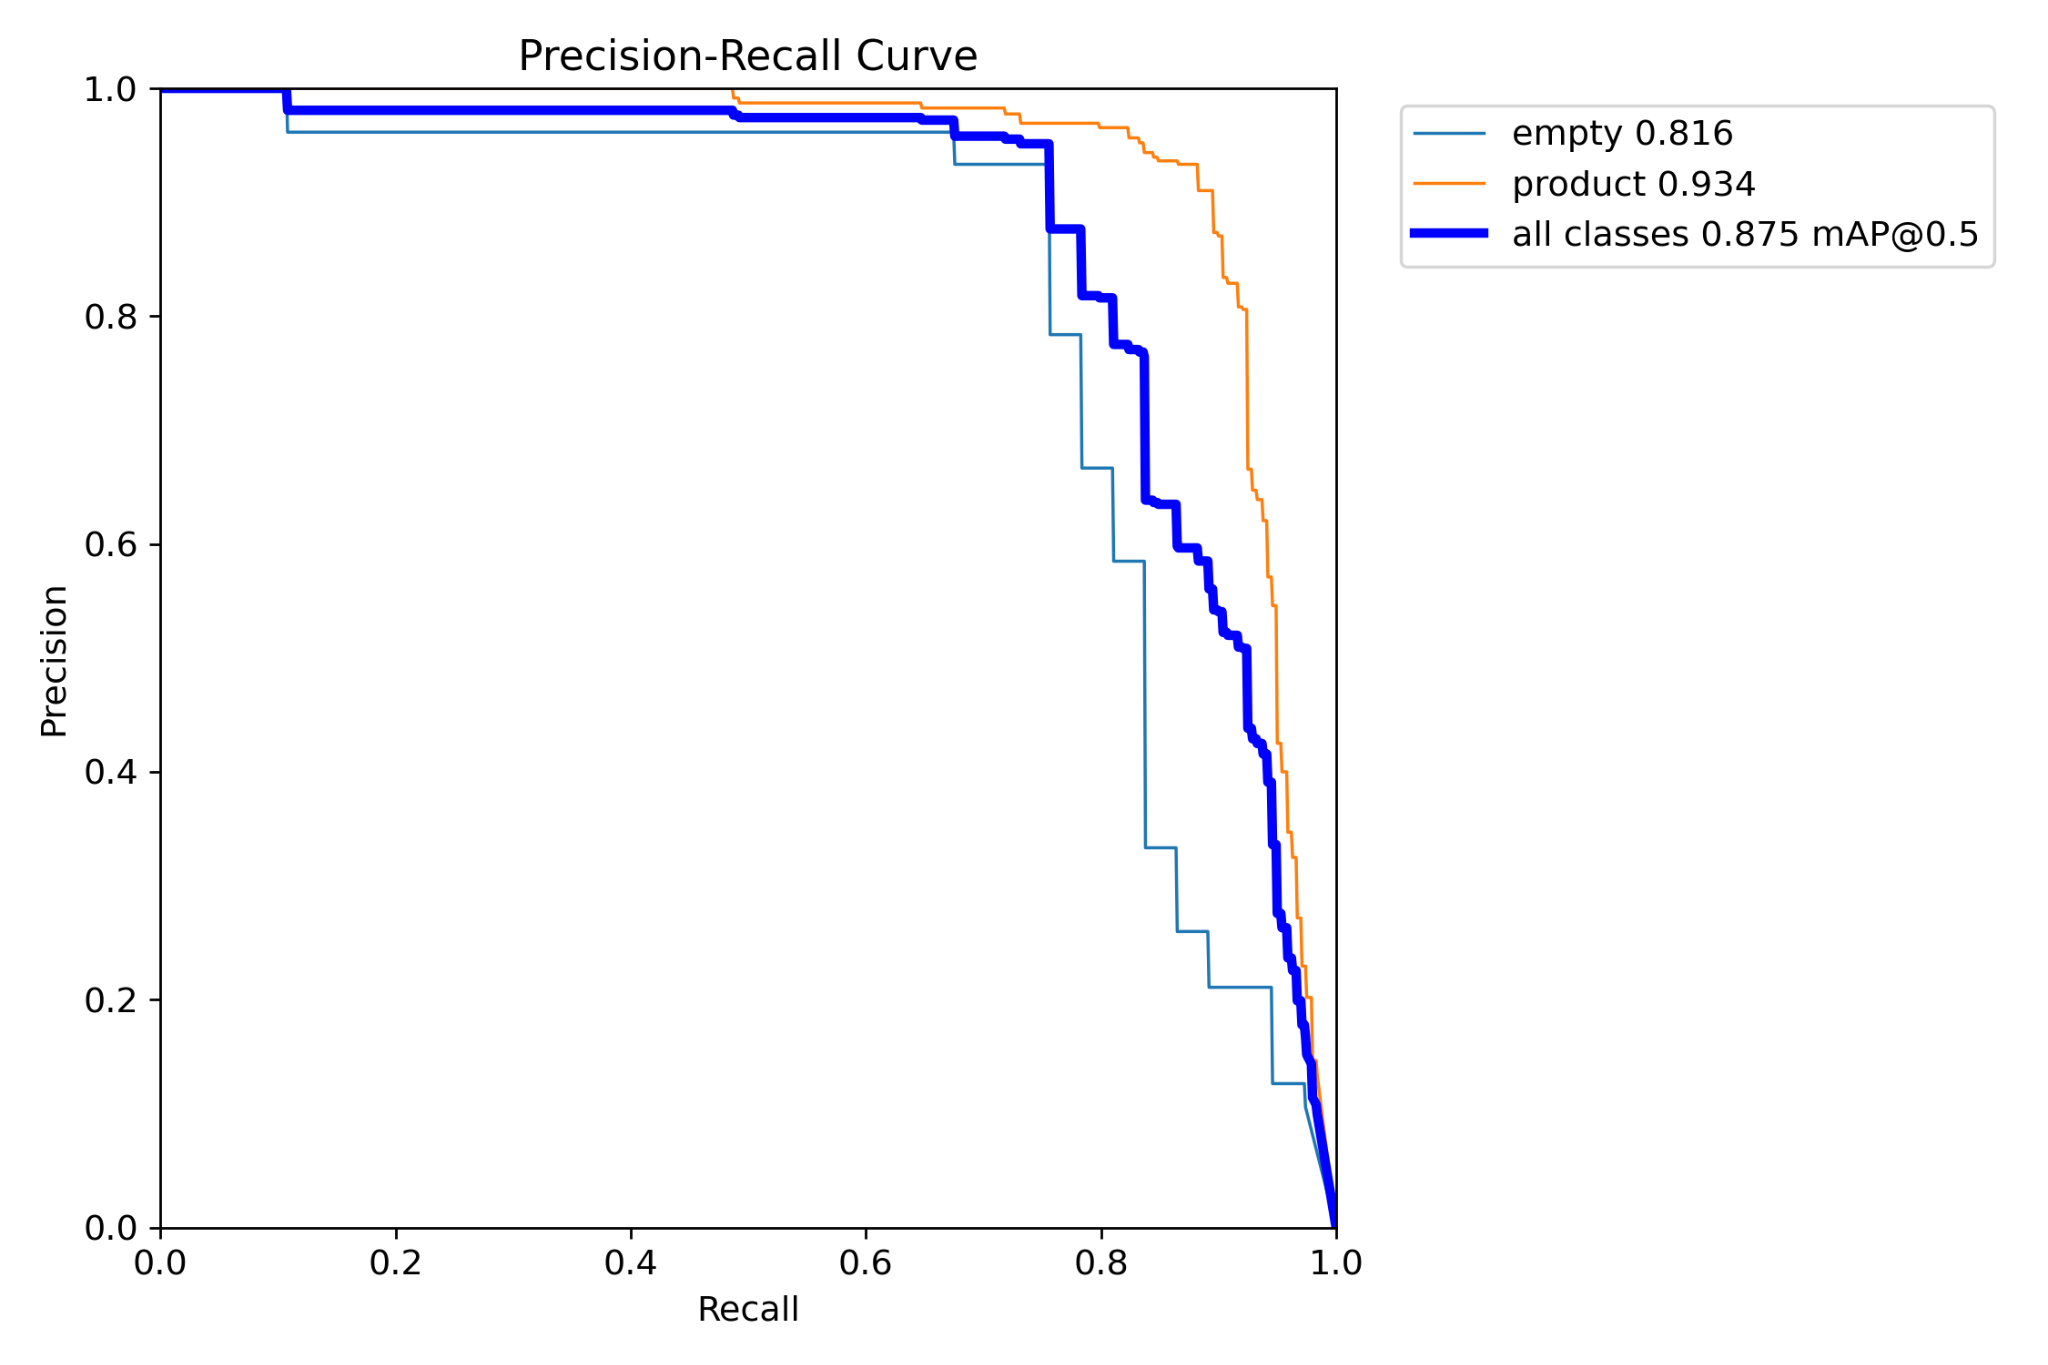 Precision-Recall Curve
1.0
0.8
0.6
0.4
0.2
0.0
Precision
0.0 0.2 0.4 0.6 0.8 1.0
Recall
empty 0.816
product 0.934
all classes 0.875 mAP@0.5